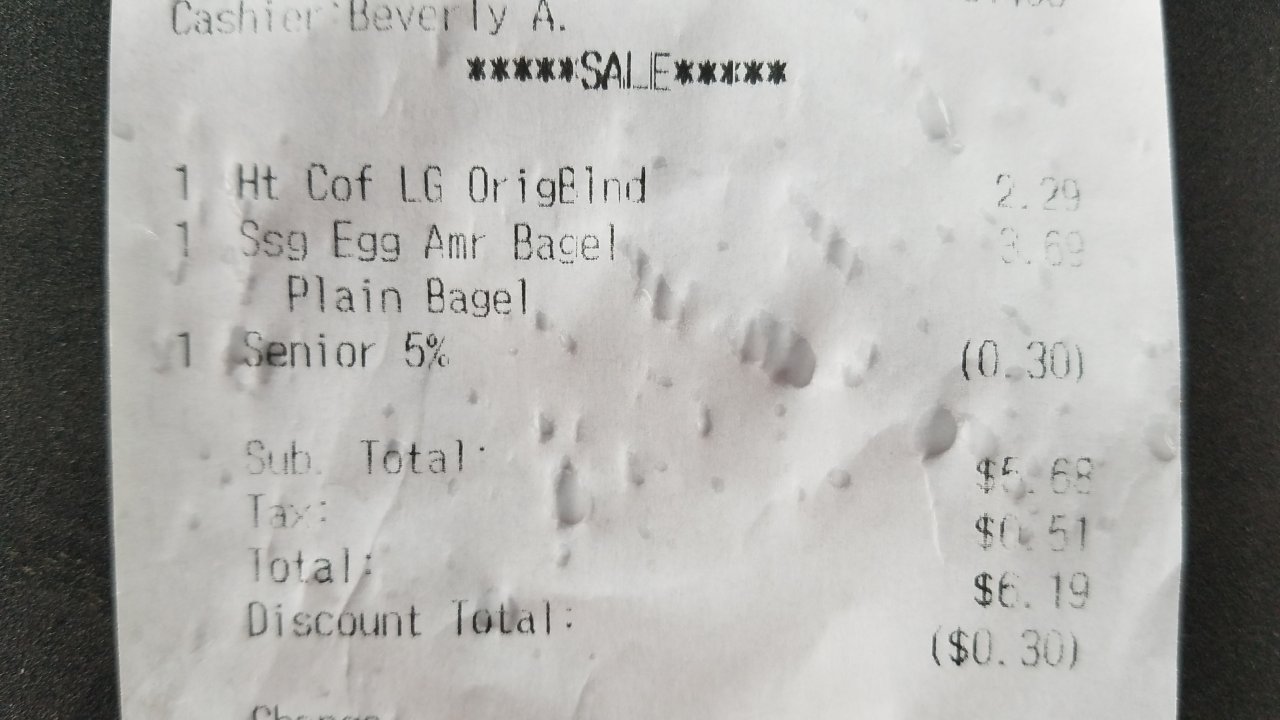 Cashier: Beverly A.
*****SALE*****
1 Ht Cof LG OrigBlnd 2.29
1 Ssg Egg Amr Bagel 3.69
Plain Bagel
1 Senior 5% (0.30)
Sub. Total: $5.68
Tax: $0.51
Total: $6.19
Discount Total: ($0.30)
Change